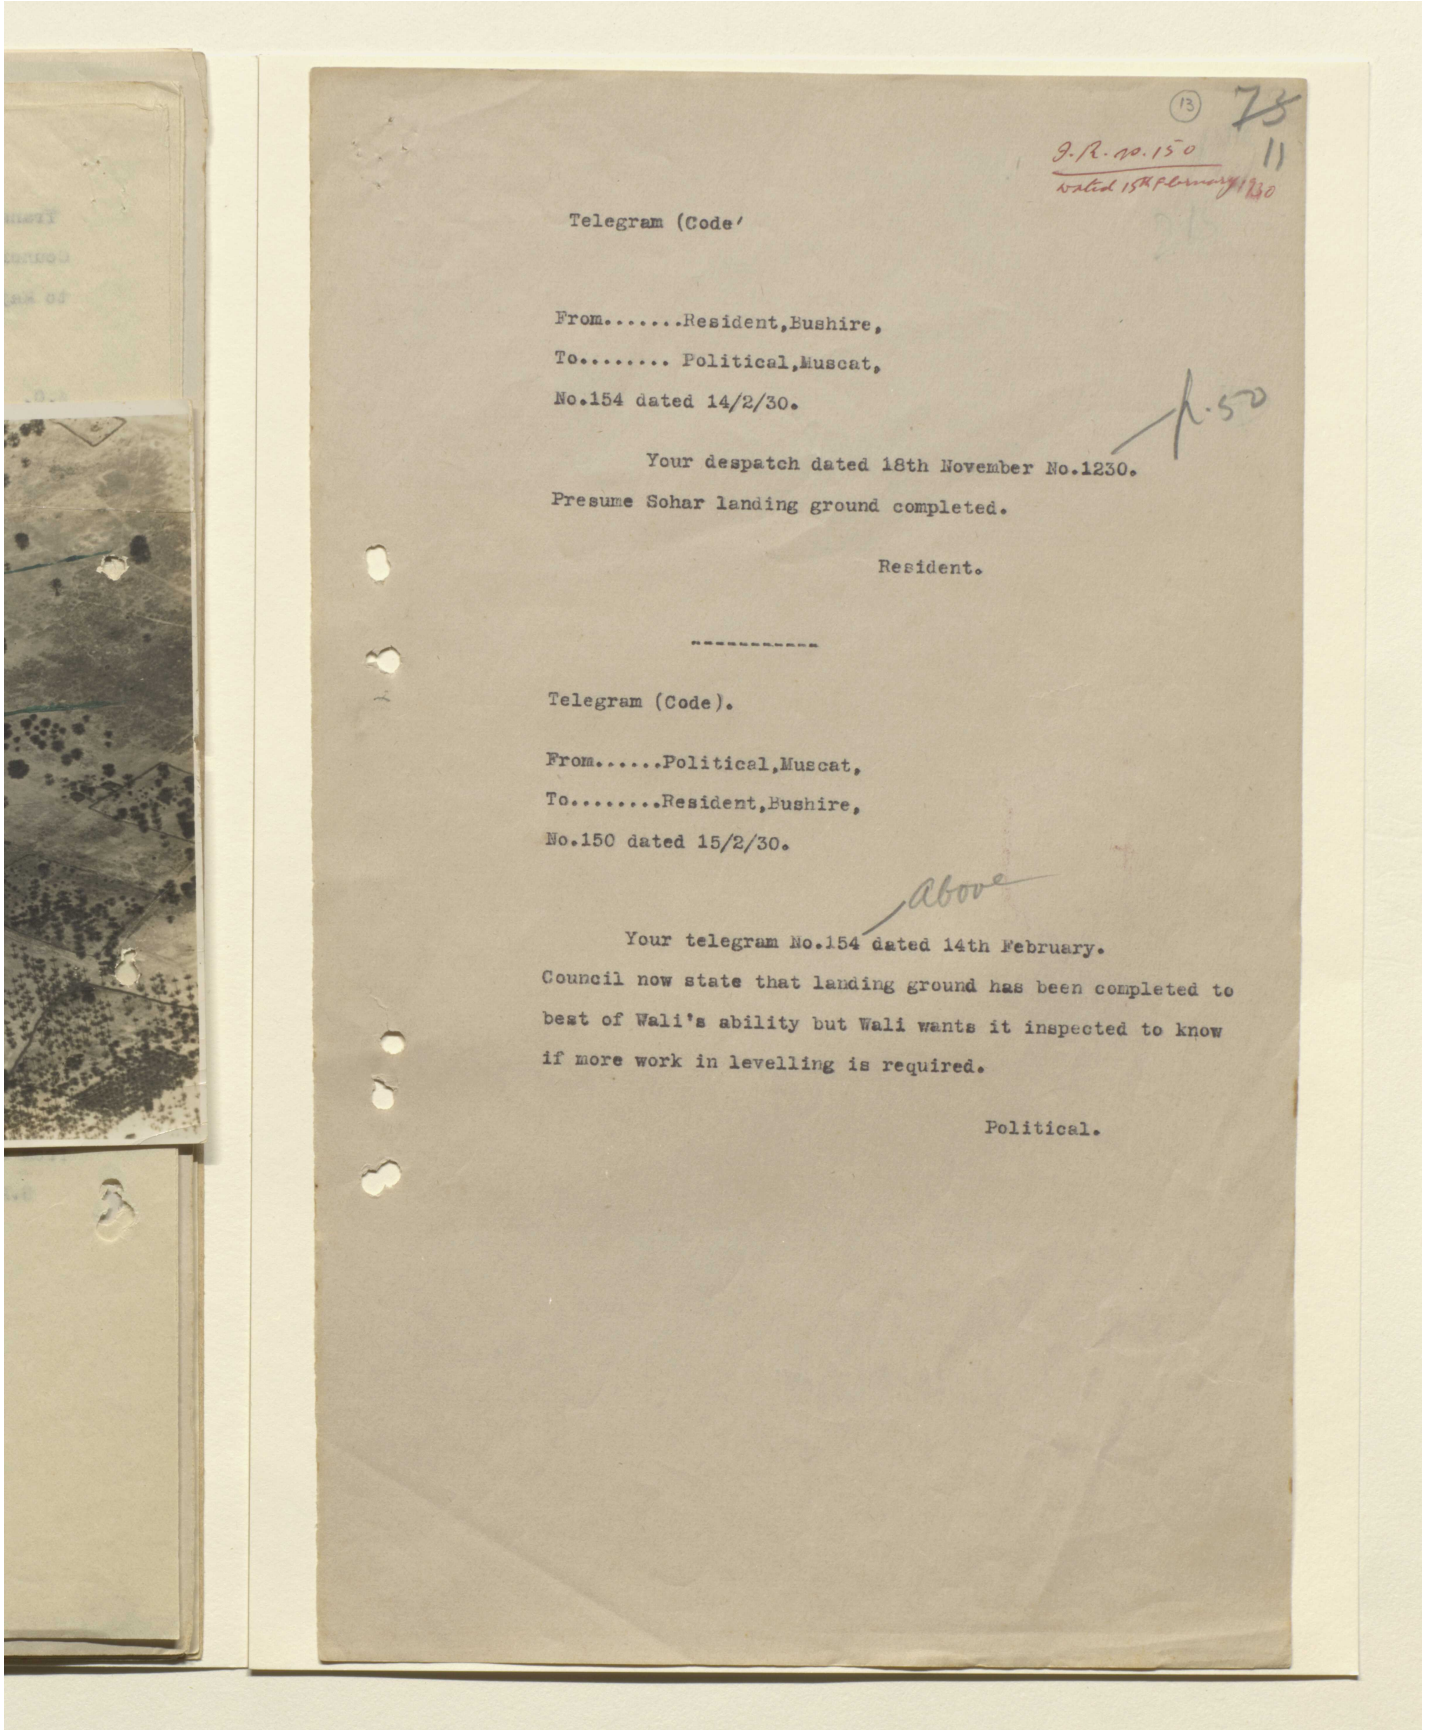 13
73
11
J.R. no. 150
dated 15th February 1930
Telegram (Code'
From.......Resident,Bushire,
To........ Political,Muscat,
No.154 dated 14/2/30.
p. 50
Your despatch dated 18th November No.1230.
Presume Sohar landing ground completed.
Resident.
-----------
Telegram (Code).
From......Political,Muscat,
To........Resident,Bushire,
No.150 dated 15/2/30.
Above
Your telegram No.154 dated 14th February.
Council now state that landing ground has been completed to
best of Wali's ability but Wali wants it inspected to know
if more work in levelling is required.
Political.